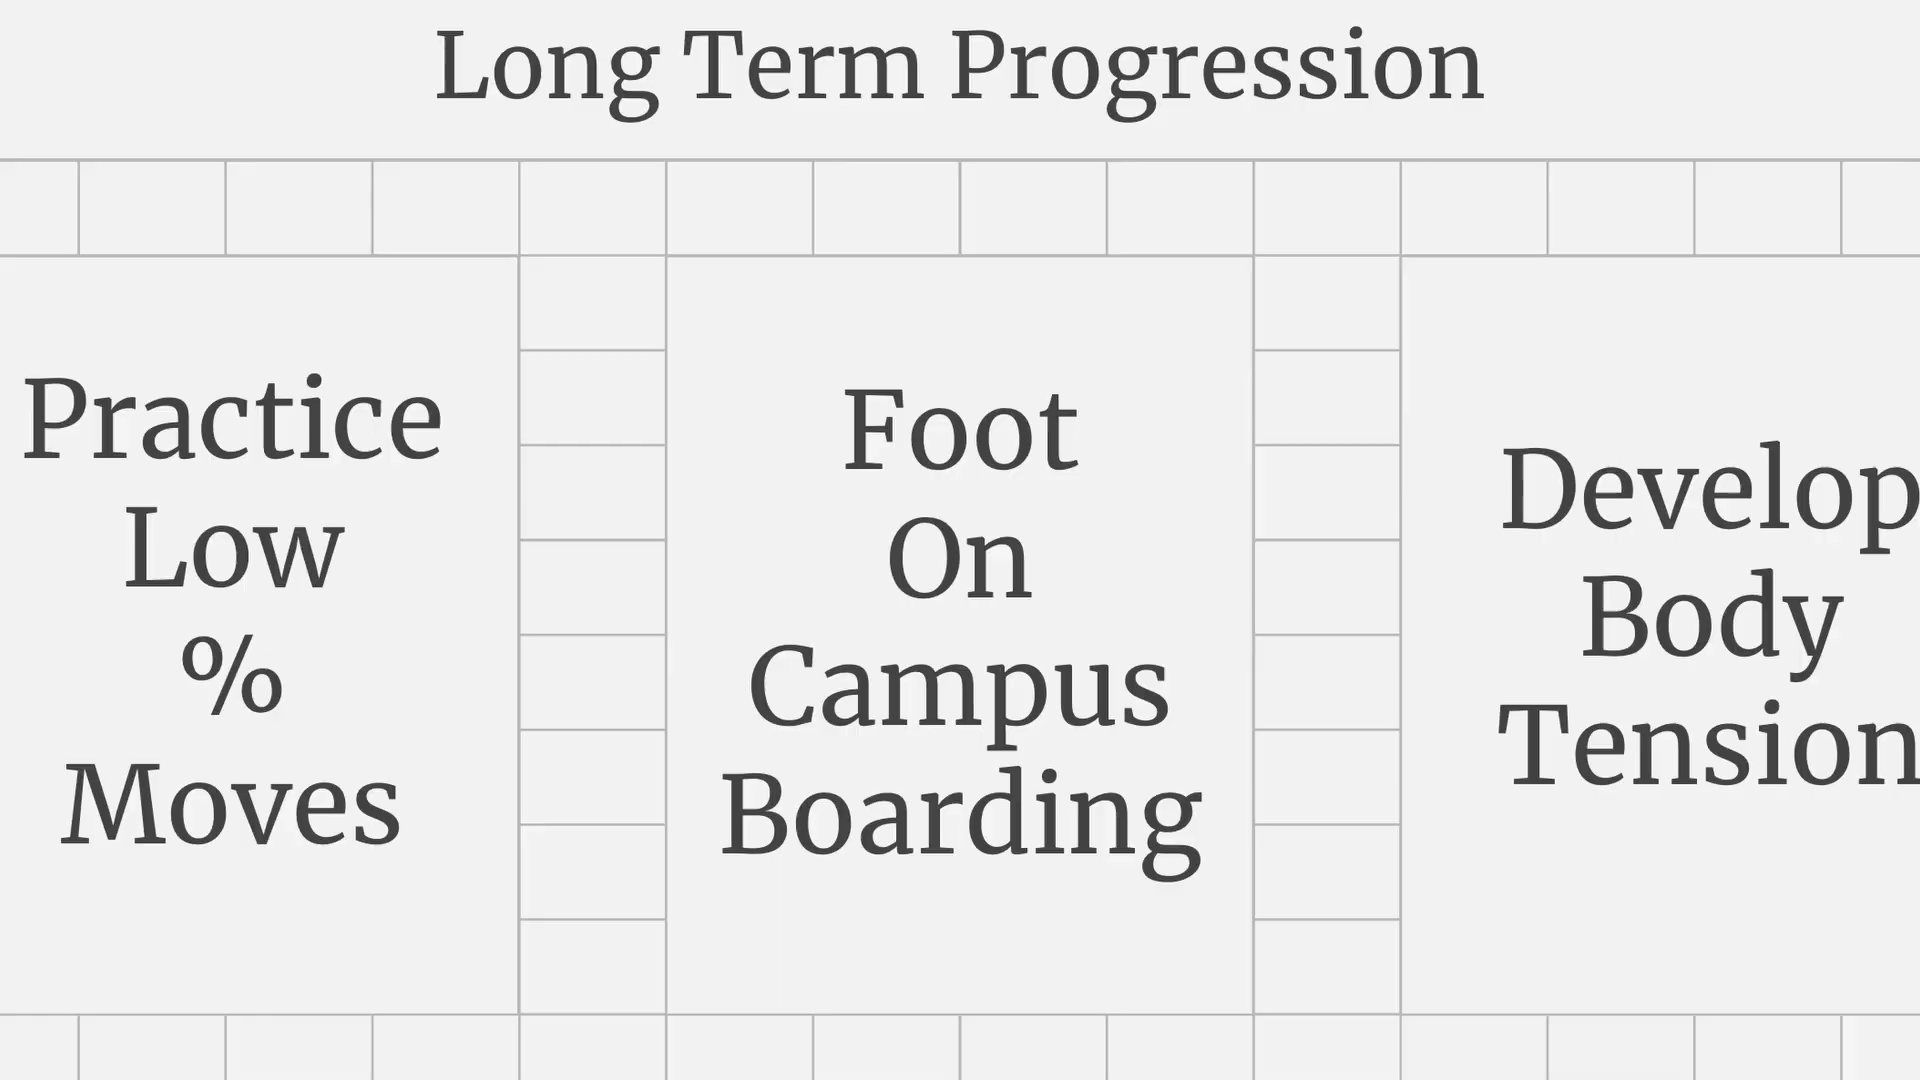 Long Term Progression
Practice
Low
%
Moves
Foot
On
Campus
Boarding
Develop
Body
Tension